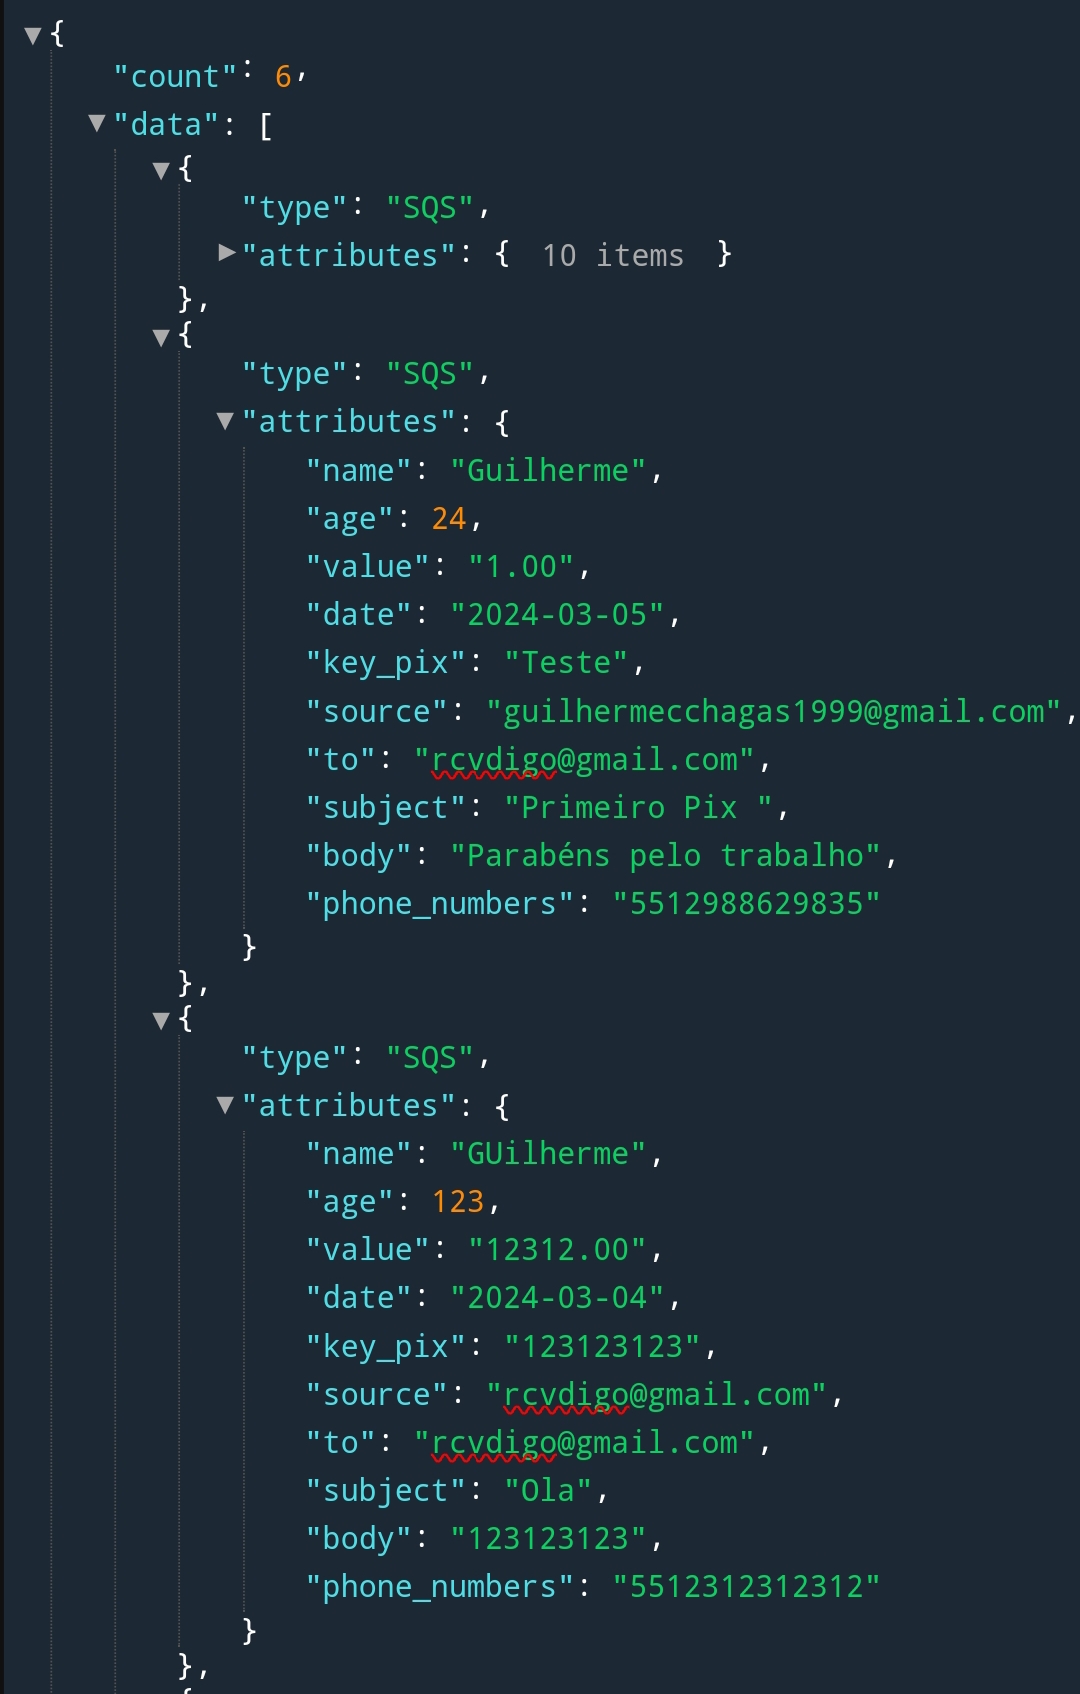 {
"count": 6,
"data": [
{
"type": "SQS",
"attributes": { 10 items }
},
{
"type": "SQS",
"attributes": {
"name": "Guilherme",
"age": 24,
"value": "1.00",
"date": "2024-03-05",
"key_pix": "Teste",
"source": "guilhermecchagas1999@gmail.com",
"to": "rcvdigo@gmail.com",
"subject": "Primeiro Pix ",
"body": "Parabéns pelo trabalho",
"phone_numbers": "5512988629835"
}
},
{
"type": "SQS",
"attributes": {
"name": "GUilherme",
"age": 123,
"value": "12312.00",
"date": "2024-03-04",
"key_pix": "123123123",
"source": "rcvdigo@gmail.com",
"to": "rcvdigo@gmail.com",
"subject": "Ola",
"body": "123123123",
"phone_numbers": "5512312312312"
}
},
{